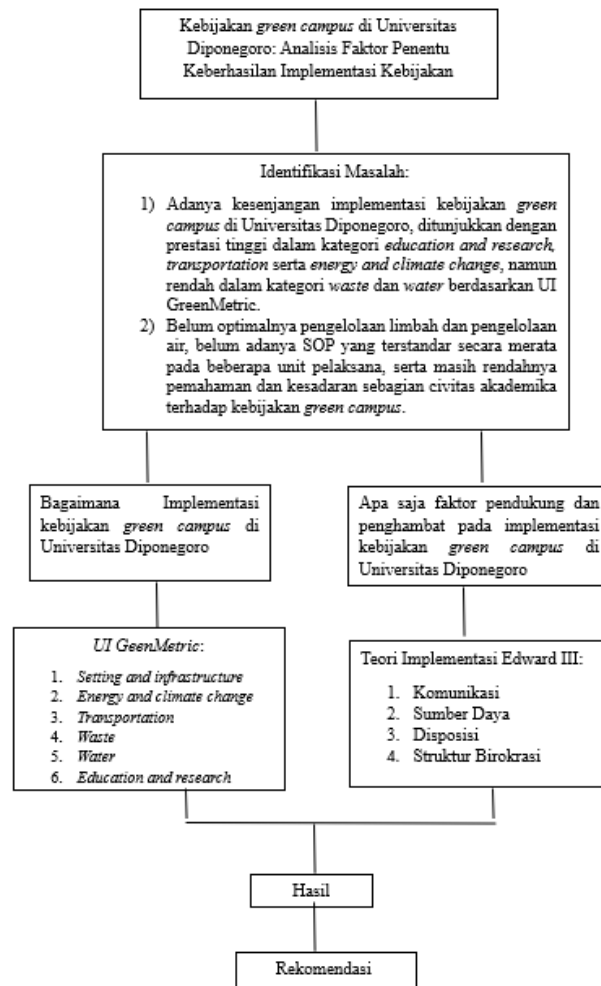 Kebijakan green campus di Universitas
Diponegoro: Analisis Faktor Penentu
Keberhasilan Implementasi Kebijakan
Identifikasi Masalah:
1) Adanya kesenjangan implementasi kebijakan green
campus di Universitas Diponegoro, ditunjukkan dengan
prestasi tinggi dalam kategori education and research,
transportation serta energy and climate change, namun
rendah dalam kategori waste dan water berdasarkan UI
GreenMetric.
2) Belum optimalnya pengelolaan limbah dan pengelolaan
air, belum adanya SOP yang terstandar secara merata
pada beberapa unit pelaksana, serta masih rendahnya
pemahaman dan kesadaran sebagian civitas akademika
terhadap kebijakan green campus.
Bagaimana Implementasi
kebijakan green campus di
Universitas Diponegoro
Apa saja faktor pendukung dan
penghambat pada implementasi
kebijakan green campus di
Universitas Diponegoro
UI GeenMetric:
1. Setting and infrastructure
2. Energy and climate change
3. Transportation
4. Waste
5. Water
6. Education and research
Teori Implementasi Edward III:
1. Komunikasi
2. Sumber Daya
3. Disposisi
4. Struktur Birokrasi
Hasil
Rekomendasi